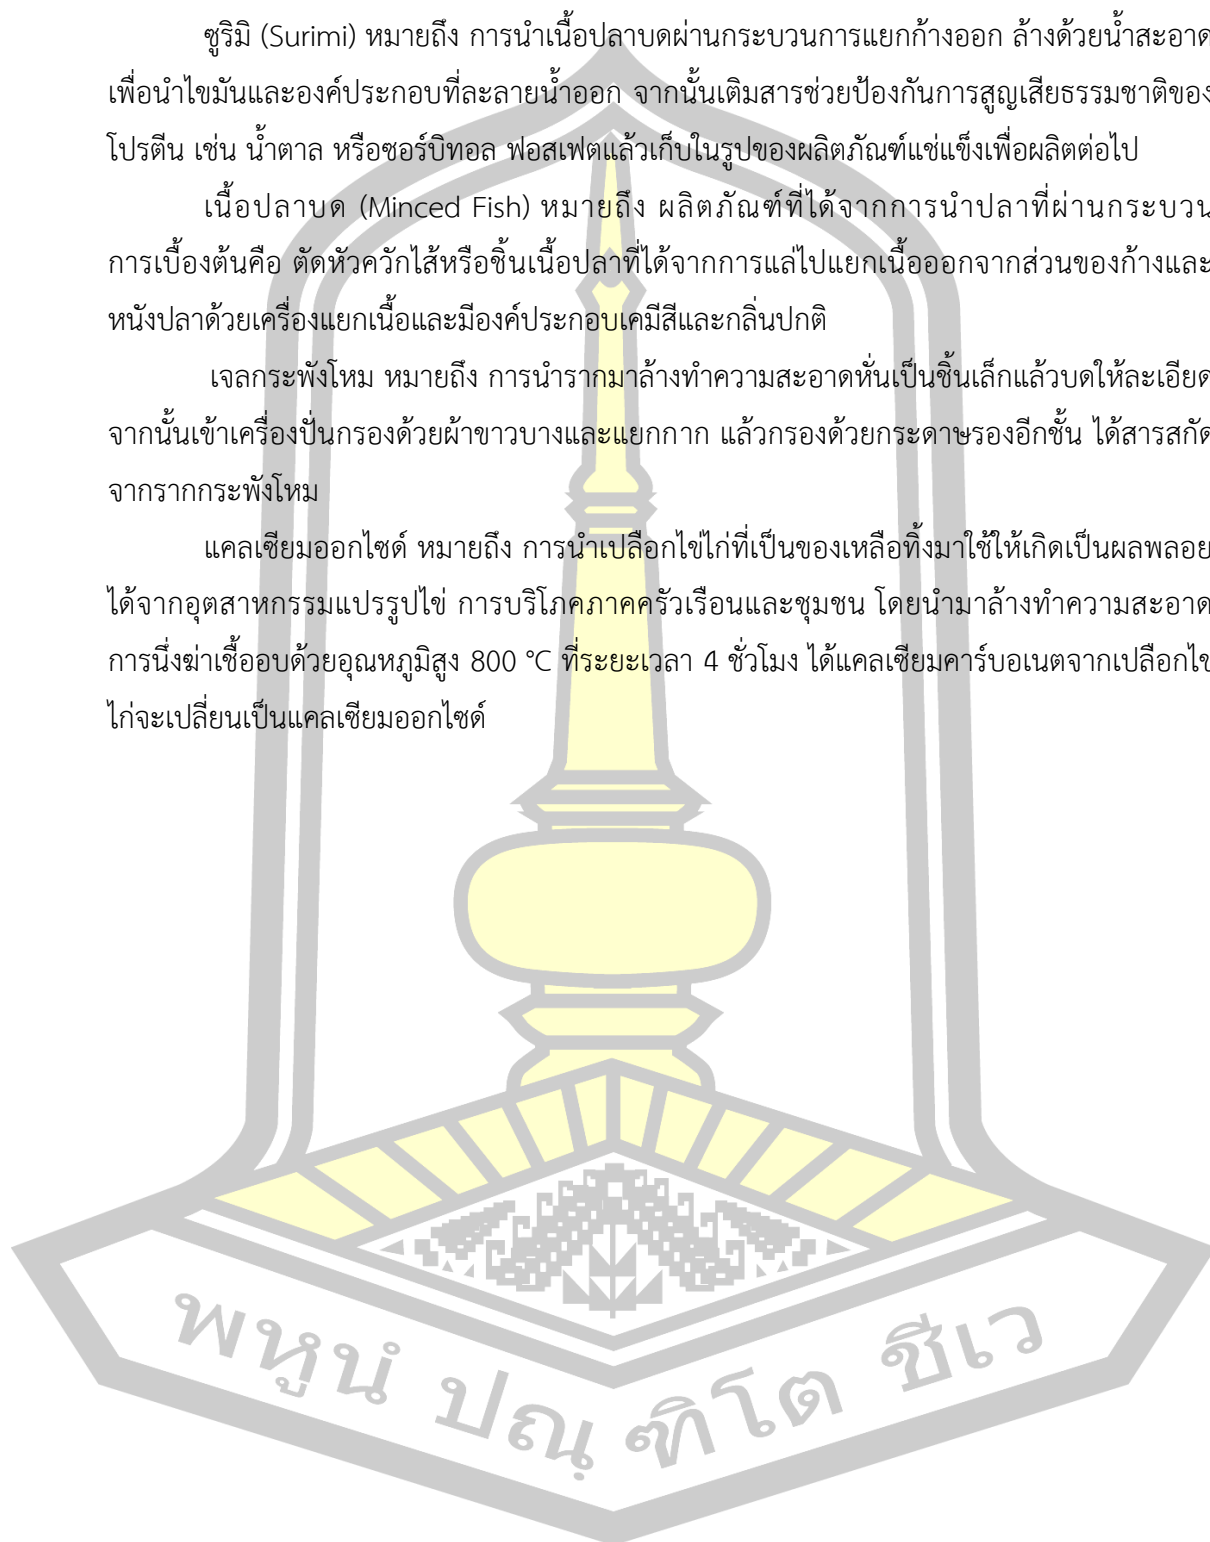 ซูริมิ (Surimi) หมายถึง การนำเนื้อปลาบดผ่านกระบวนการแยกก้างออก ล้างด้วยน้ำสะอาด
เพื่อนำไขมันและองค์ประกอบที่ละลายน้ำออก จากนั้นเติมสารช่วยป้องกันการสูญเสียธรรมชาติของ
โปรตีน เช่น น้ำตาล หรือซอร์บิทอล ฟอสเฟตแล้วเก็บในรูปของผลิตภัณฑ์แช่แข็งเพื่อผลิตต่อไป
เนื้อปลาบด (Minced Fish) หมายถึง ผลิตภัณฑ์ที่ได้จากการนำปลาที่ผ่านกระบวน
การเบื้องต้นคือ ตัดหัวควักไส้หรือชิ้นเนื้อปลาที่ได้จากการแล่ไปแยกเนื้อออกจากส่วนของก้างและ
หนังปลาด้วยเครื่องแยกเนื้อและมีองค์ประกอบเคมีสีและกลิ่นปกติ
เจลกระพังโหม หมายถึง การนำรากมาล้างทำความสะอาดหั่นเป็นชิ้นเล็กแล้วบดให้ละเอียด
จากนั้นเข้าเครื่องปั่นกรองด้วยผ้าขาวบางและแยกกาก แล้วกรองด้วยกระดาษรองอีกชั้น ได้สารสกัด
จากรากกระพังโหม
แคลเซียมออกไซด์ หมายถึง การนำเปลือกไข่ไก่ที่เป็นของเหลือทิ้งมาใช้ให้เกิดเป็นผลพลอย
ได้จากอุตสาหกรรมแปรรูปไข่ การบริโภคภาคครัวเรือนและชุมชน โดยนำมาล้างทำความสะอาด
การนึ่งฆ่าเชื้ออบด้วยอุณหภูมิสูง 800 °C ที่ระยะเวลา 4 ชั่วโมง ได้แคลเซียมคาร์บอเนตจากเปลือกไข่
ไก่จะเปลี่ยนเป็นแคลเซียมออกไซด์
พหูนํ ปณฺ ฑิโต ชีเว